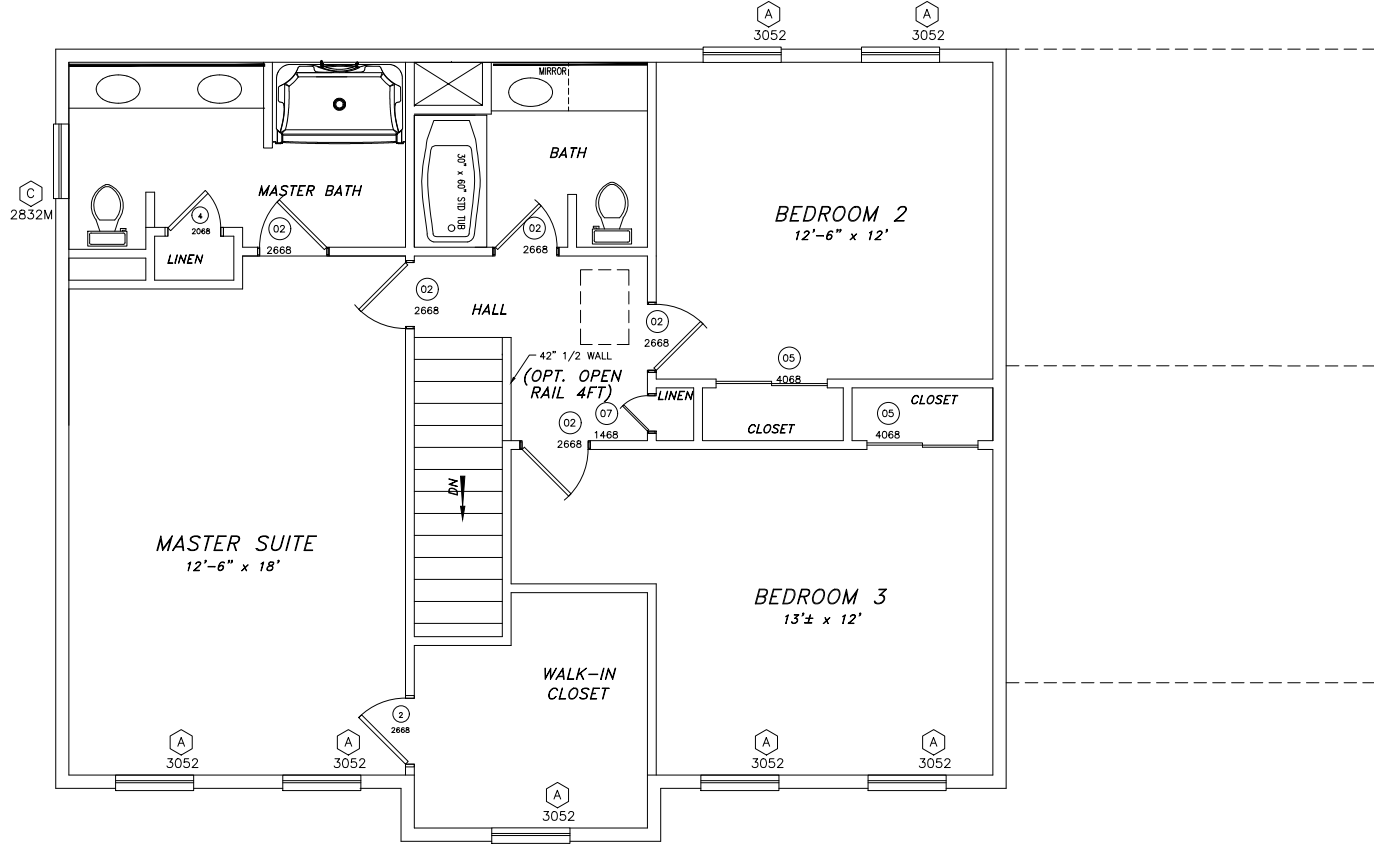 A
3052
A
3052
MIRROR
30" x 60" STD TUB
BATH
C
2832M
MASTER BATH
4
2068
02
2668
02
2668
BEDROOM 2
12'-6" x 12'
LINEN
02
2668
HALL
02
2668
42" 1/2 WALL
(OPT. OPEN
RAIL 4FT)
05
4068
LINEN
07
1468
02
2668
CLOSET
05
4068
CLOSET
DN
MASTER SUITE
12'-6" x 18'
BEDROOM 3
13'± x 12'
WALK-IN
CLOSET
2
2668
A
3052
A
3052
A
3052
A
3052
A
3052